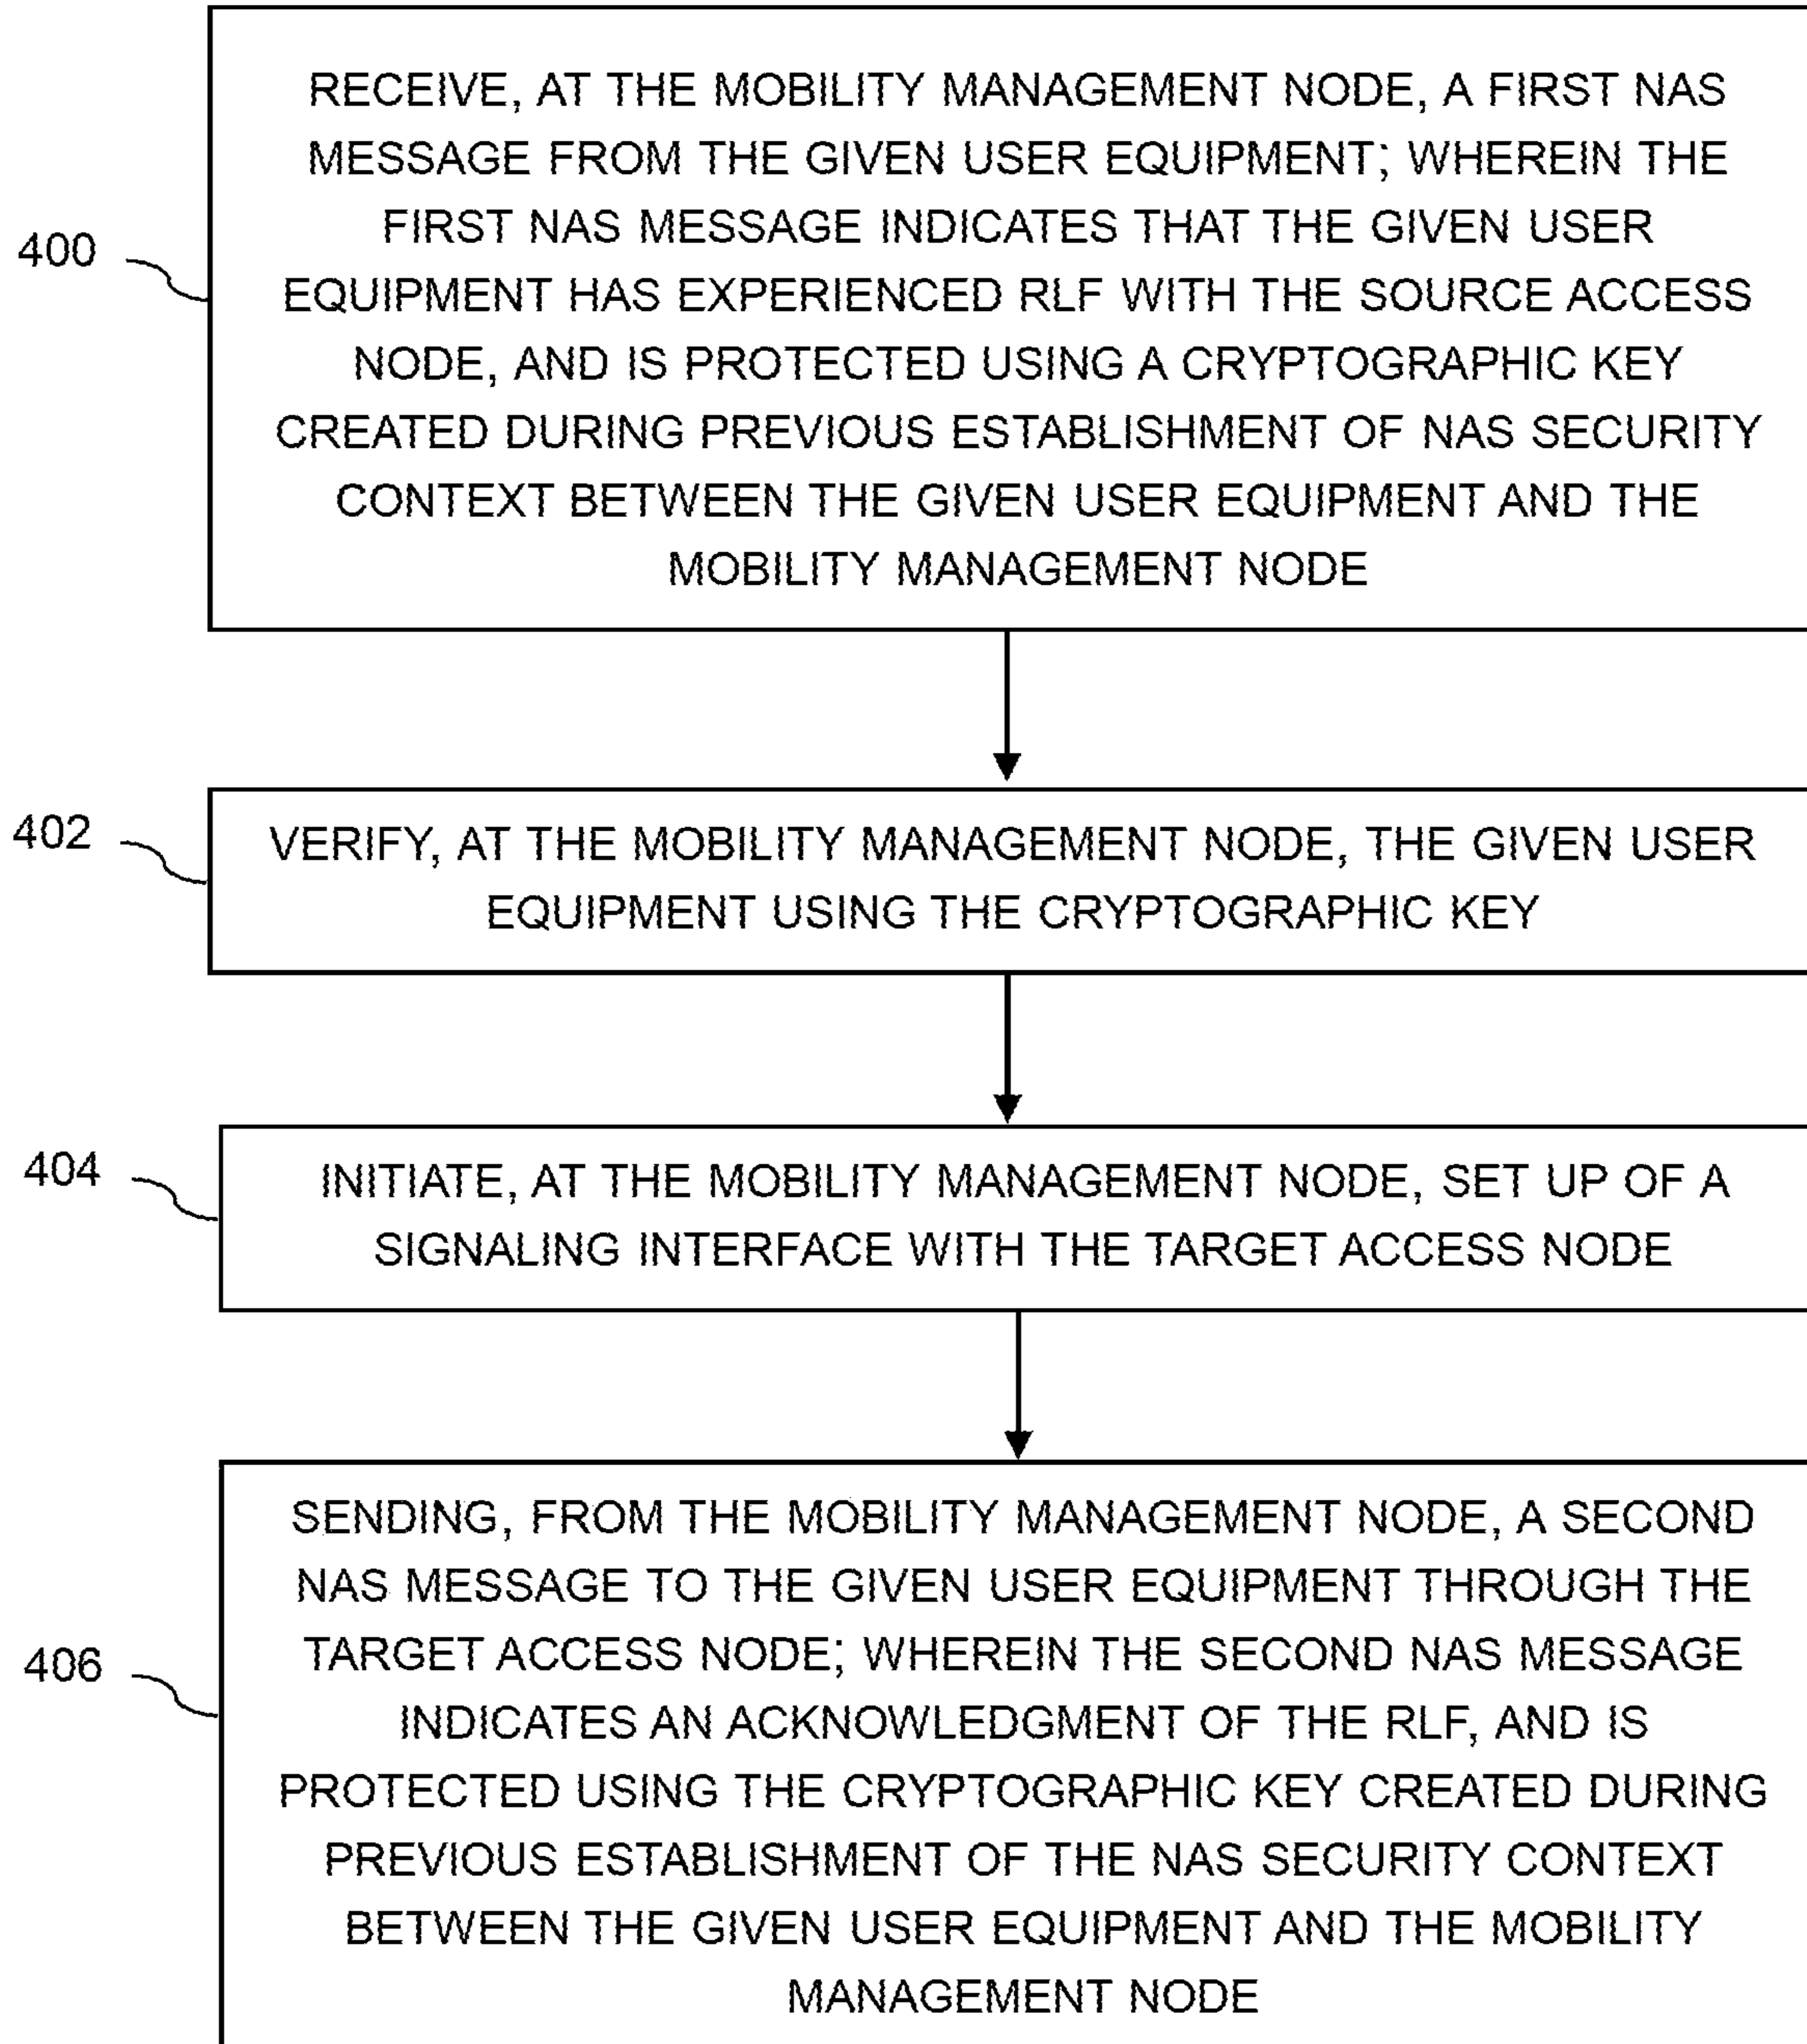 RECEIVE, AT THE MOBILITY MANAGEMENT NODE, A FIRST NAS
MESSAGE FROM THE GIVEN USER EQUIPMENT; WHEREIN THE
FIRST NAS MESSAGE INDICATES THAT THE GIVEN USER
EQUIPMENT HAS EXPERIENCED RLF WITH THE SOURCE ACCESS
NODE, AND IS PROTECTED USING A CRYPTOGRAPHIC KEY
CREATED DURING PREVIOUS ESTABLISHMENT OF NAS SECURITY
CONTEXT BETWEEN THE GIVEN USER EQUIPMENT AND THE
MOBILITY MANAGEMENT NODE
400
VERIFY, AT THE MOBILITY MANAGEMENT NODE, THE GIVEN USER
EQUIPMENT USING THE CRYPTOGRAPHIC KEY
402
INITIATE, AT THE MOBILITY MANAGEMENT NODE, SET UP OF A
SIGNALING INTERFACE WITH THE TARGET ACCESS NODE
404
SENDING, FROM THE MOBILITY MANAGEMENT NODE, A SECOND
NAS MESSAGE TO THE GIVEN USER EQUIPMENT THROUGH THE
TARGET ACCESS NODE; WHEREIN THE SECOND NAS MESSAGE
INDICATES AN ACKNOWLEDGMENT OF THE RLF, AND IS
PROTECTED USING THE CRYPTOGRAPHIC KEY CREATED DURING
PREVIOUS ESTABLISHMENT OF THE NAS SECURITY CONTEXT
BETWEEN THE GIVEN USER EQUIPMENT AND THE MOBILITY
MANAGEMENT NODE
406